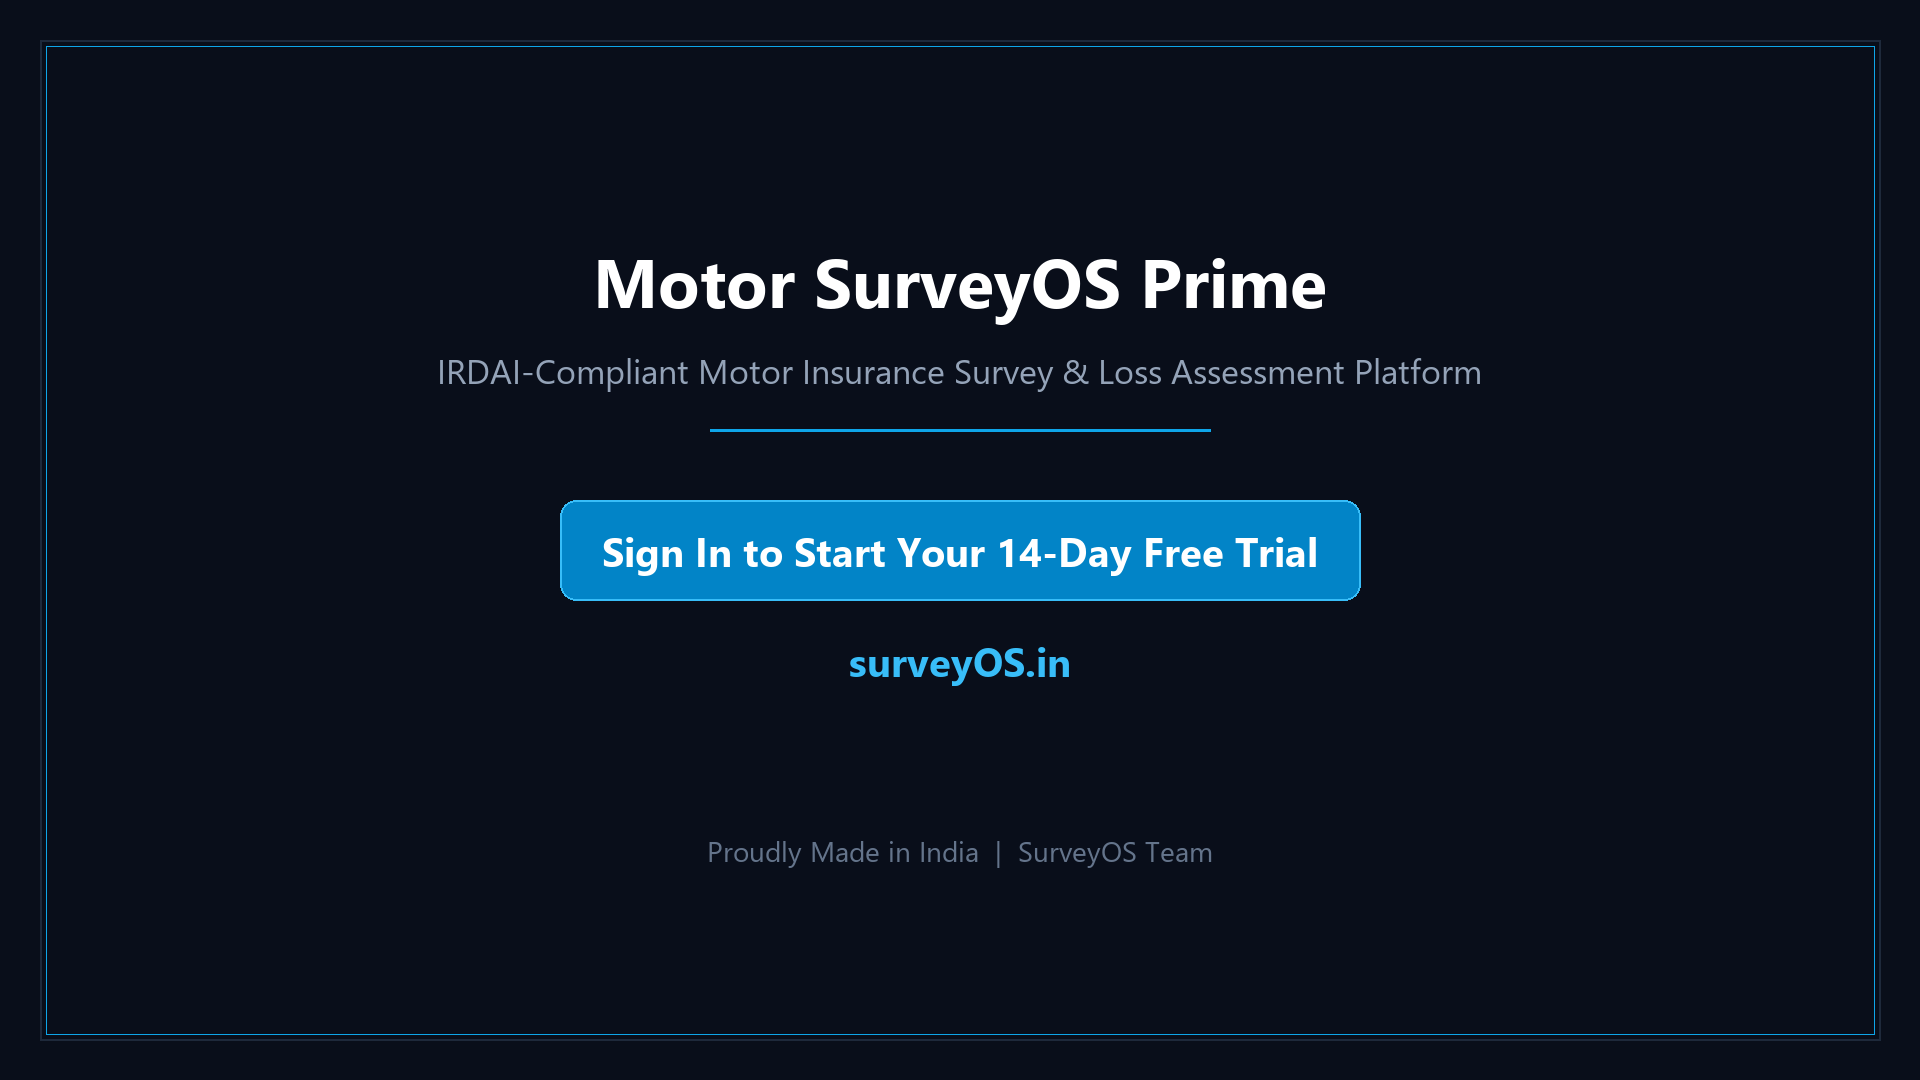 Motor SurveyOS Prime
IRDAI-Compliant Motor Insurance Survey & Loss Assessment Platform
Sign In to Start Your 14-Day Free Trial
surveyOS.in
Proudly Made in India | SurveyOS Team